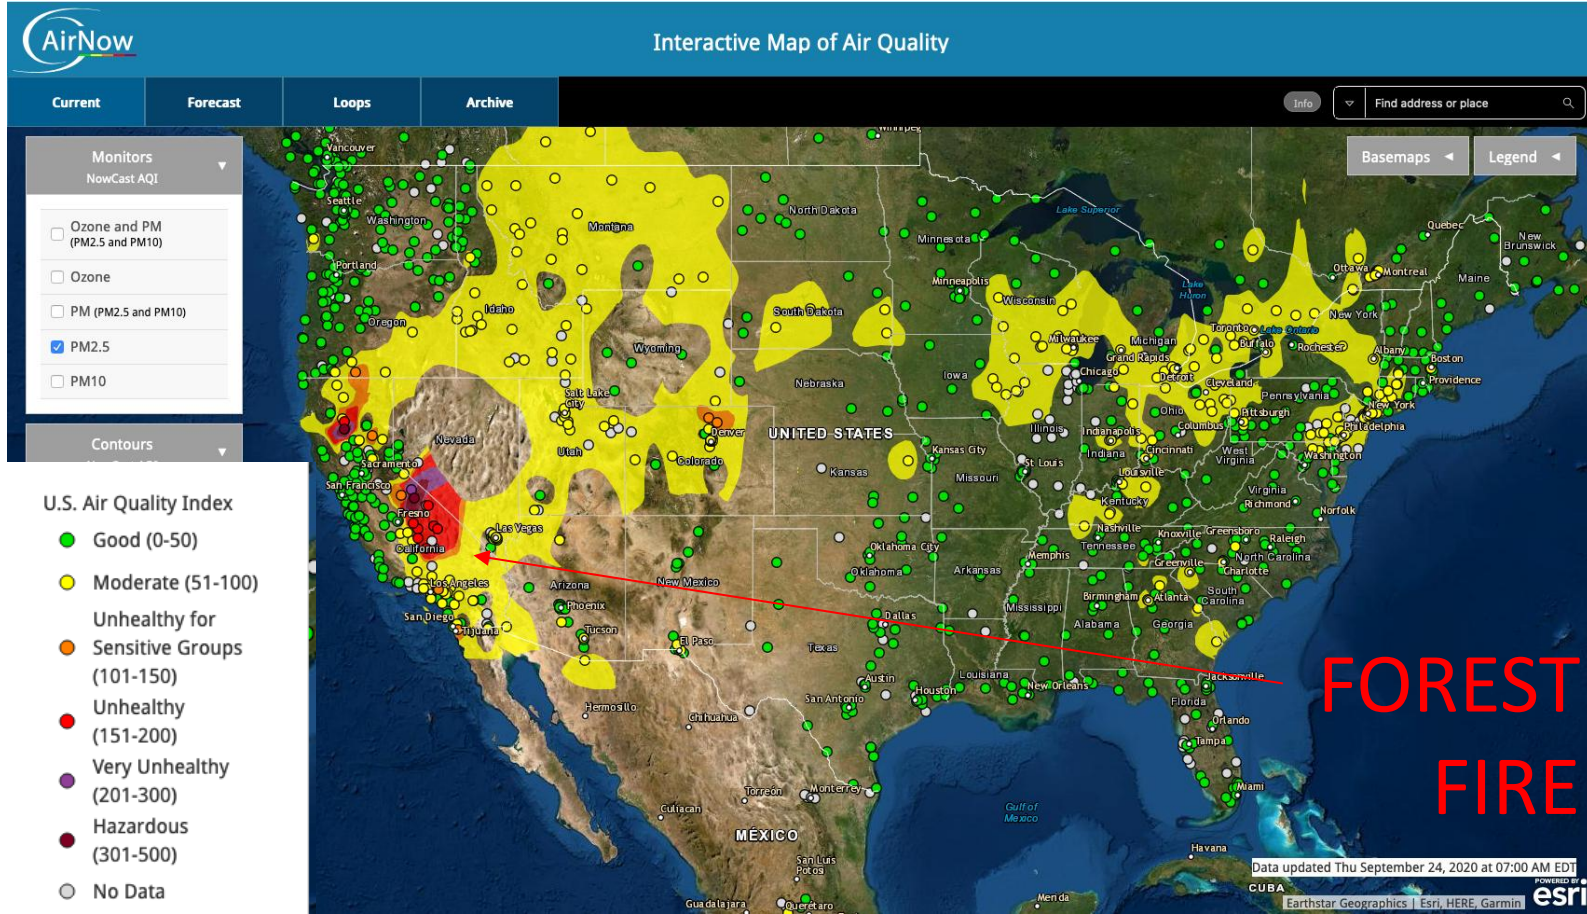 AirNow
Interactive Map of Air Quality
Current
Forecast
Loops
Archive
Info
Find address or place
Monitors
NowCast AQI
Ozone and PM
(PM2.5 and PM10)
Ozone
PM (PM2.5 and PM10)
PM2.5
PM10
Contours
Basemaps
Legend
U.S. Air Quality Index
Good (0-50)
Moderate (51-100)
Unhealthy for
Sensitive Groups
(101-150)
Unhealthy
(151-200)
Very Unhealthy
(201-300)
Hazardous
(301-500)
No Data
Vancouver
Seattle
Washington
Portland
Oregon
Idaho
Montana
North Dakota
Minnesota
Lake Superior
Quebec
New
Brunswick
Maine
Ottawa
Montreal
Minneapolis
Wisconsin
Lake
Huron
South Dakota
Wyoming
Toronto
Lake Ontario
New York
Milwaukee
Michigan
Buffalo
Rochester
Albany
Boston
Grand Rapids
Chicago
Detroit
Cleveland
Providence
Iowa
Nebraska
Salt Lake
City
Pennsylvania
New York
Ohio
Pittsburgh
Philadelphia
Nevada
Utah
Denver
Colorado
UNITED STATES
Illinois
Indianapolis
Indiana
Columbus
Cincinnati
West
Virginia
Washington
Sacramento
San Francisco
Kansas
Kansas City
St Louis
Missouri
Louisville
Kentucky
Virginia
Richmond
Norfolk
Fresno
California
Las Vegas
Nashville
Tennessee
Knoxville
Greensboro
Raleigh
North Carolina
Greenville
Charlotte
Oklahoma City
Oklahoma
Arkansas
Memphis
Los Angeles
Arizona
New Mexico
Phoenix
San Diego
Tijuana
Tucson
El Paso
Dallas
Texas
Mississippi
Birmingham
Alabama
Atlanta
Georgia
South
Carolina
Austin
San Antonio
Houston
Louisiana
New Orleans
Jacksonville
Florida
Orlando
Tampa
Miami
Hermosillo
Chihuahua
Torreón
Monterrey
Culiacan
MÉXICO
San Luis
Potosi
Guadalajara
Queretaro
Merida
Gulf of
Mexico
Havana
CUBA
FOREST
FIRE
Data updated Thu September 24, 2020 at 07:00 AM EDT
Earthstar Geographics | Esri, HERE, Garmin
POWERED BY
esri